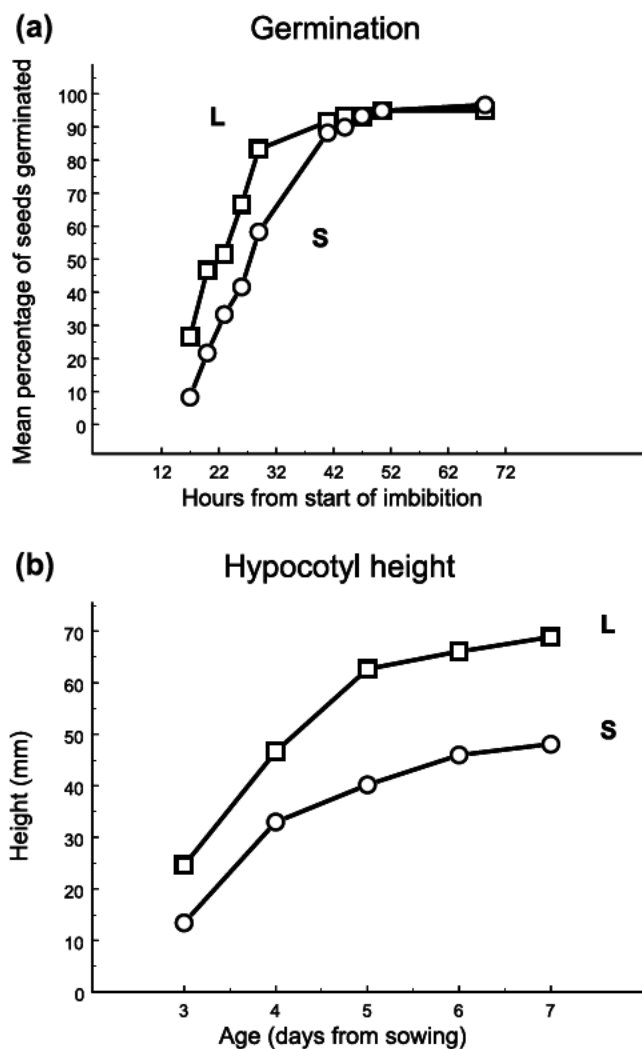 (a) Germination
Mean percentage of seeds germinated
100
90
80
70
60
50
40
30
20
10
0
L
S
12 22 32 42 52 62 72
Hours from start of imbibition
(b) Hypocotyl height
Height (mm)
70
60
50
40
30
20
10
0
L
S
3 4 5 6 7
Age (days from sowing)